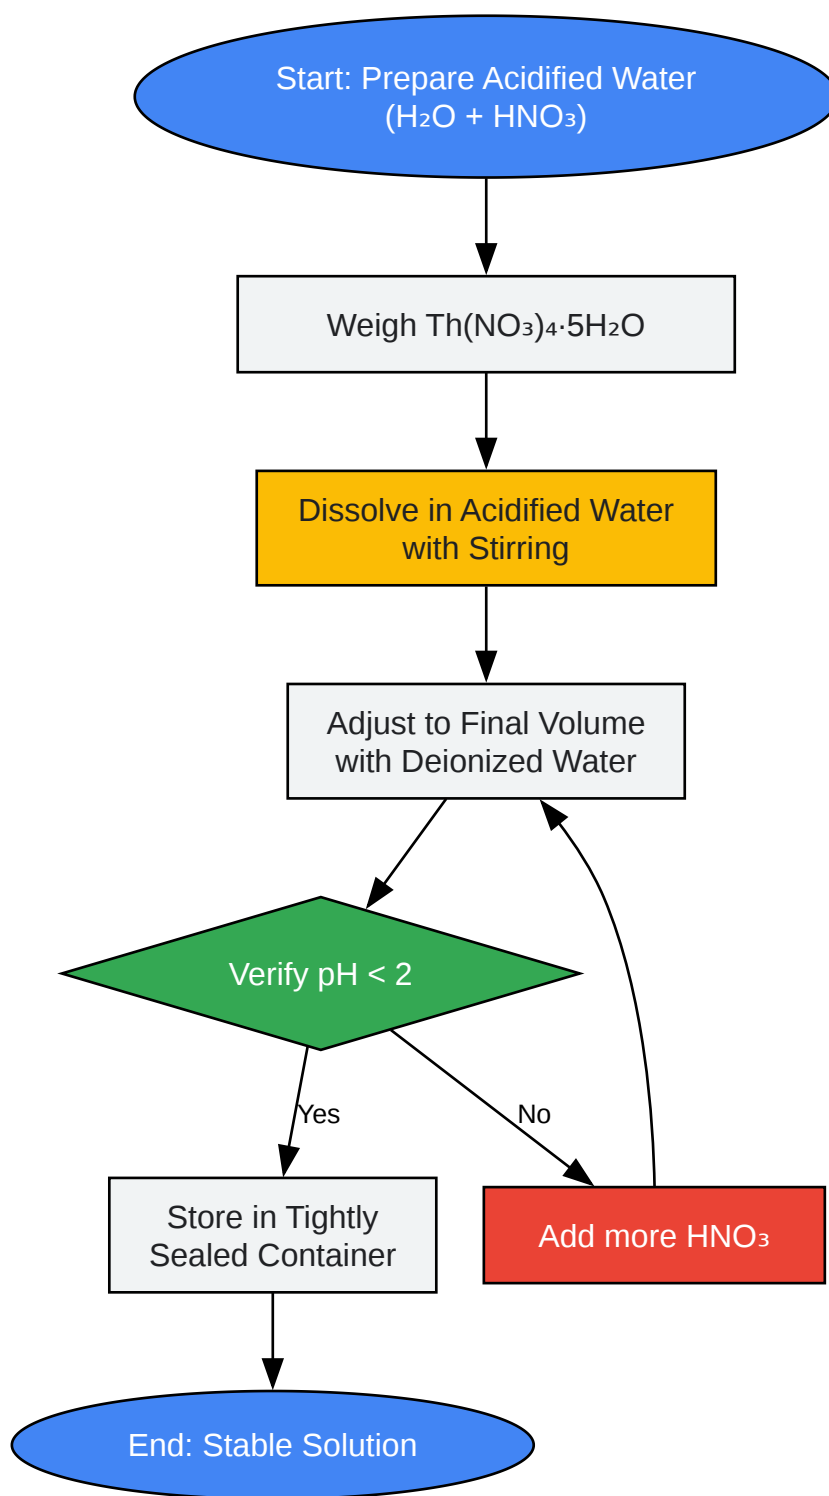 Start: Prepare Acidified Water
(H₂O + HNO₃)
Weigh Th(NO₃)₄·5H₂O
Dissolve in Acidified Water
with Stirring
Adjust to Final Volume
with Deionized Water
Verify pH < 2
Yes
No
Store in Tightly
Sealed Container
Add more HNO₃
End: Stable Solution